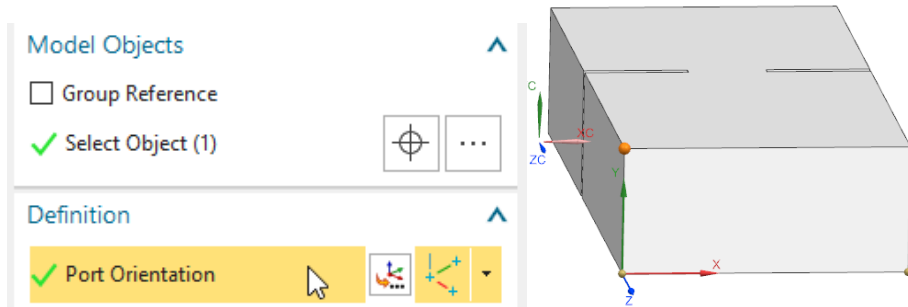 Model Objects
Group Reference
Select Object (1)
...
Definition
Port Orientation
C
XC
ZC
Y
X
Z